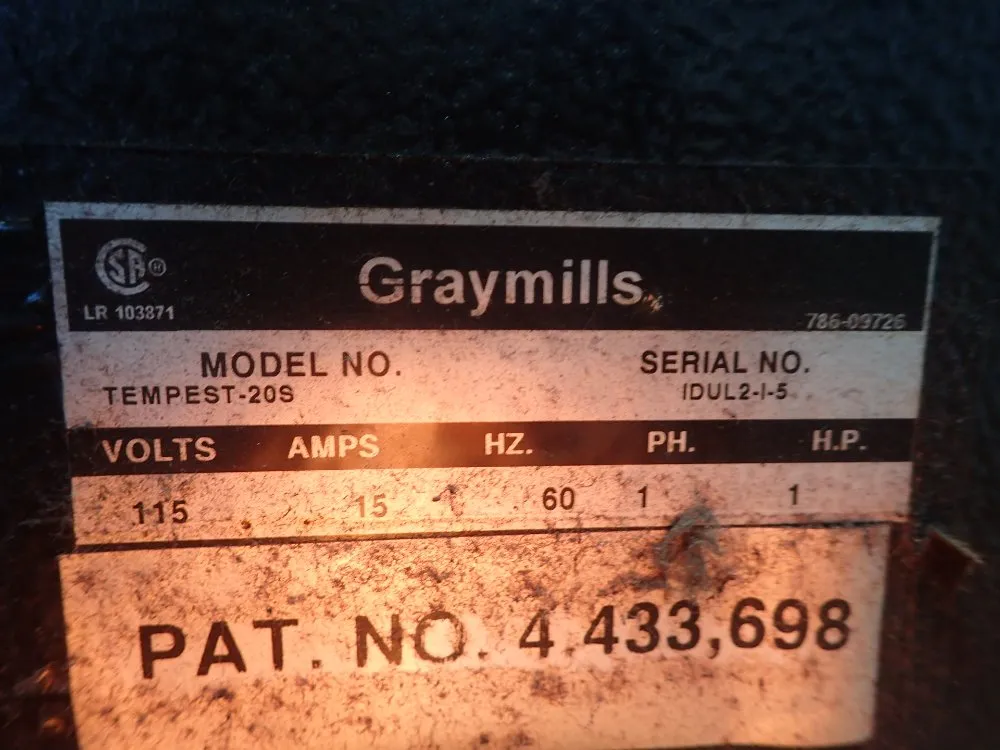 SA ®
LR 103871
Graymills
786-09726
MODEL NO. SERIAL NO.
TEMPEST-20S IDUL2-I-5
VOLTS AMPS HZ. PH. H.P.
115 15 60 1 1
PAT. NO. 4,433,698